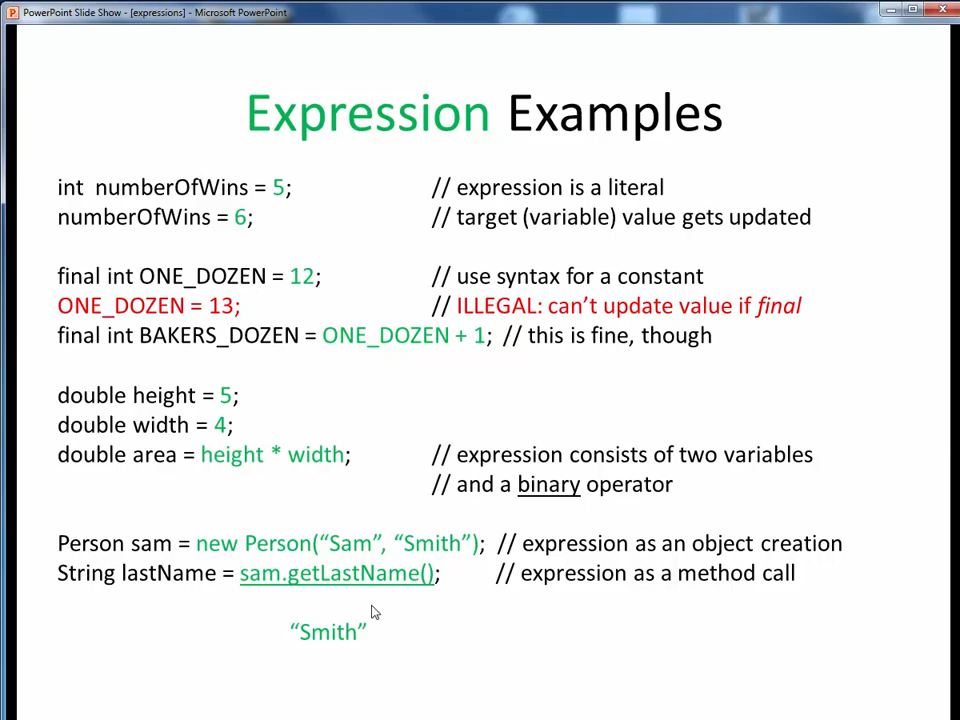 PowerPoint Slide Show - [expressions] - Microsoft PowerPoint
Expression Examples
int numberOfWins = 5; // expression is a literal
numberOfWins = 6; // target (variable) value gets updated
final int ONE_DOZEN = 12; // use syntax for a constant
ONE_DOZEN = 13; // ILLEGAL: can’t update value if final
final int BAKERS_DOZEN = ONE_DOZEN + 1; // this is fine, though
double height = 5;
double width = 4;
double area = height * width; // expression consists of two variables
// and a binary operator
Person sam = new Person(“Sam”, “Smith”); // expression as an object creation
String lastName = sam.getLastName(); // expression as a method call
“Smith”